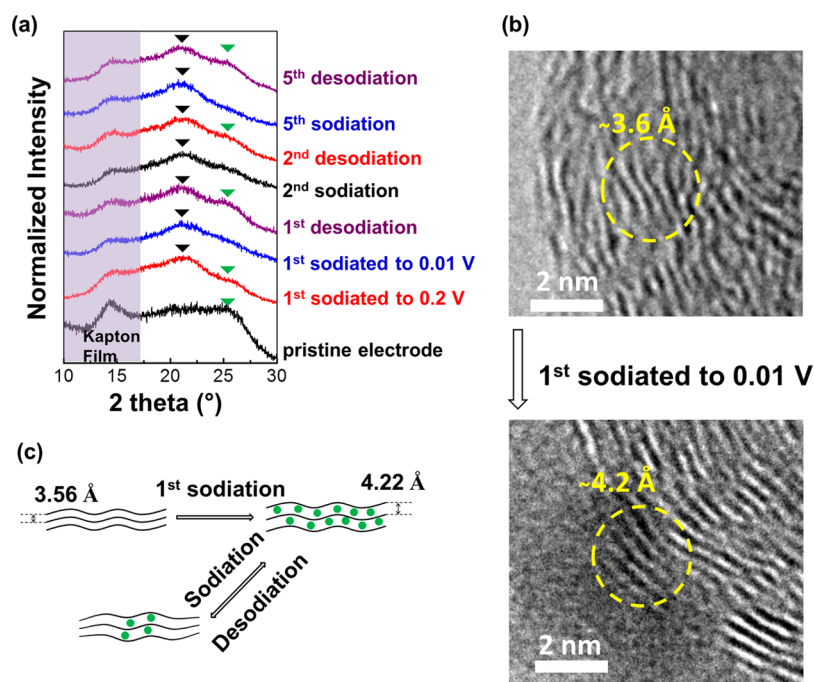 (a)
Normalized Intensity
5th desodiation
5th sodiation
2nd desodiation
2nd sodiation
1st desodiation
1st sodiated to 0.01 V
1st sodiated to 0.2 V
pristine electrode
Kapton
Film
10 15 20 25 30
2 theta (°)
(b)
~3.6 Å
2 nm
1st sodiated to 0.01 V
~4.2 Å
2 nm
(c)
3.56 Å
1st sodiation
4.22 Å
Sodiation
Desodiation